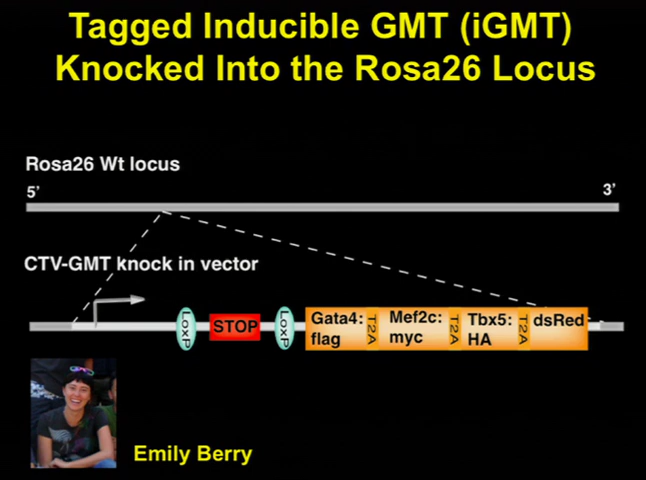 Tagged Inducible GMT (iGMT)
Knocked Into the Rosa26 Locus
Rosa26 Wt locus
5’ 3’
CTV-GMT knock in vector
LoxP STOP LoxP Gata4: T2A Mef2c: T2A Tbx5: T2A dsRed
flag myc HA
Emily Berry